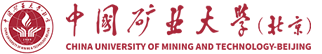 中国矿业大学(北京)
CHINA UNIVERSITY OF MINING AND TECHNOLOGY-BEIJING